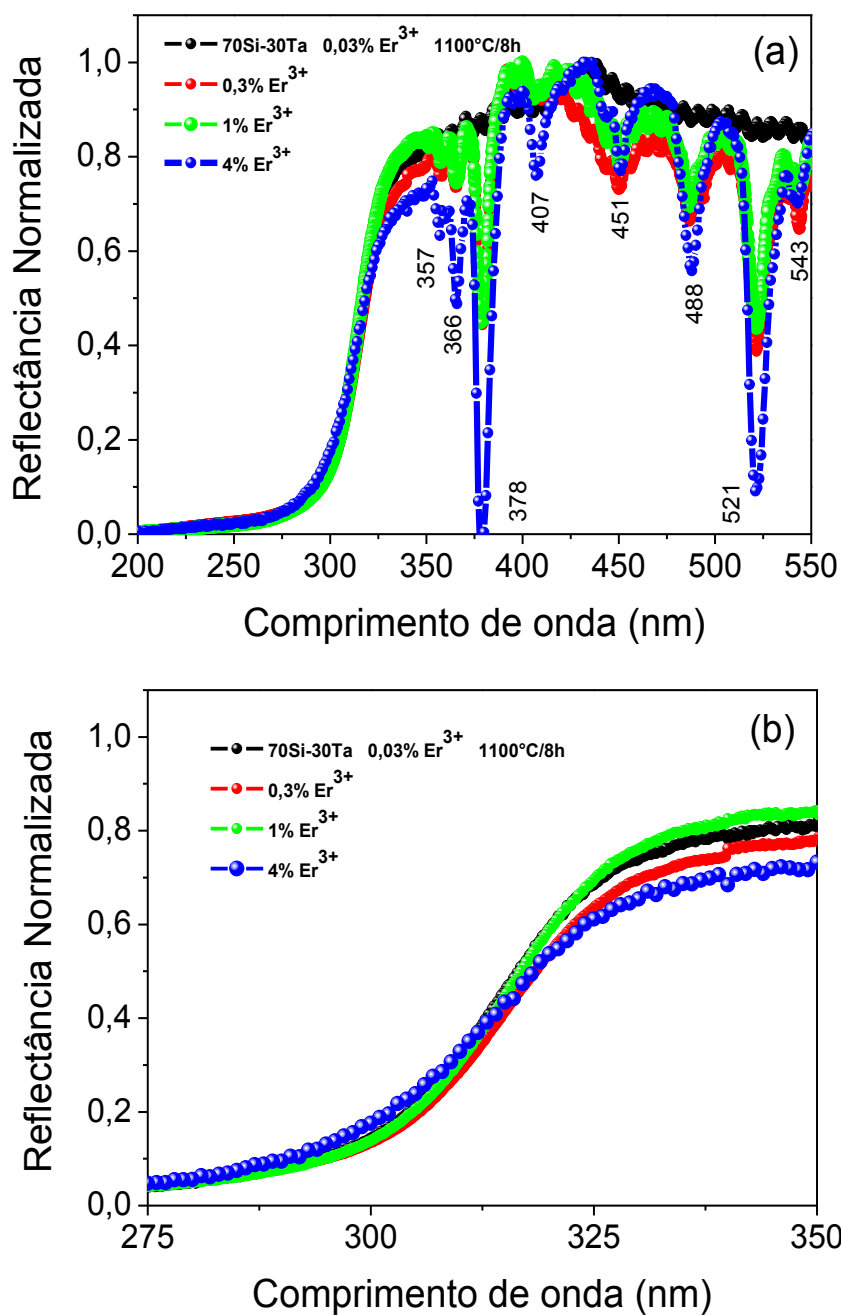 (a)
70Si-30Ta 0,03% Er3+ 1100°C/8h
0,3% Er3+
1% Er3+
4% Er3+
Reflectância Normalizada
1,0
0,8
0,6
0,4
0,2
0,0
357
366
378
407
451
488
521
543
200 250 300 350 400 450 500 550
Comprimento de onda (nm)
(b)
70Si-30Ta 0,03% Er3+ 1100°C/8h
0,3% Er3+
1% Er3+
4% Er3+
Reflectância Normalizada
1,0
0,8
0,6
0,4
0,2
0,0
275 300 325 350
Comprimento de onda (nm)